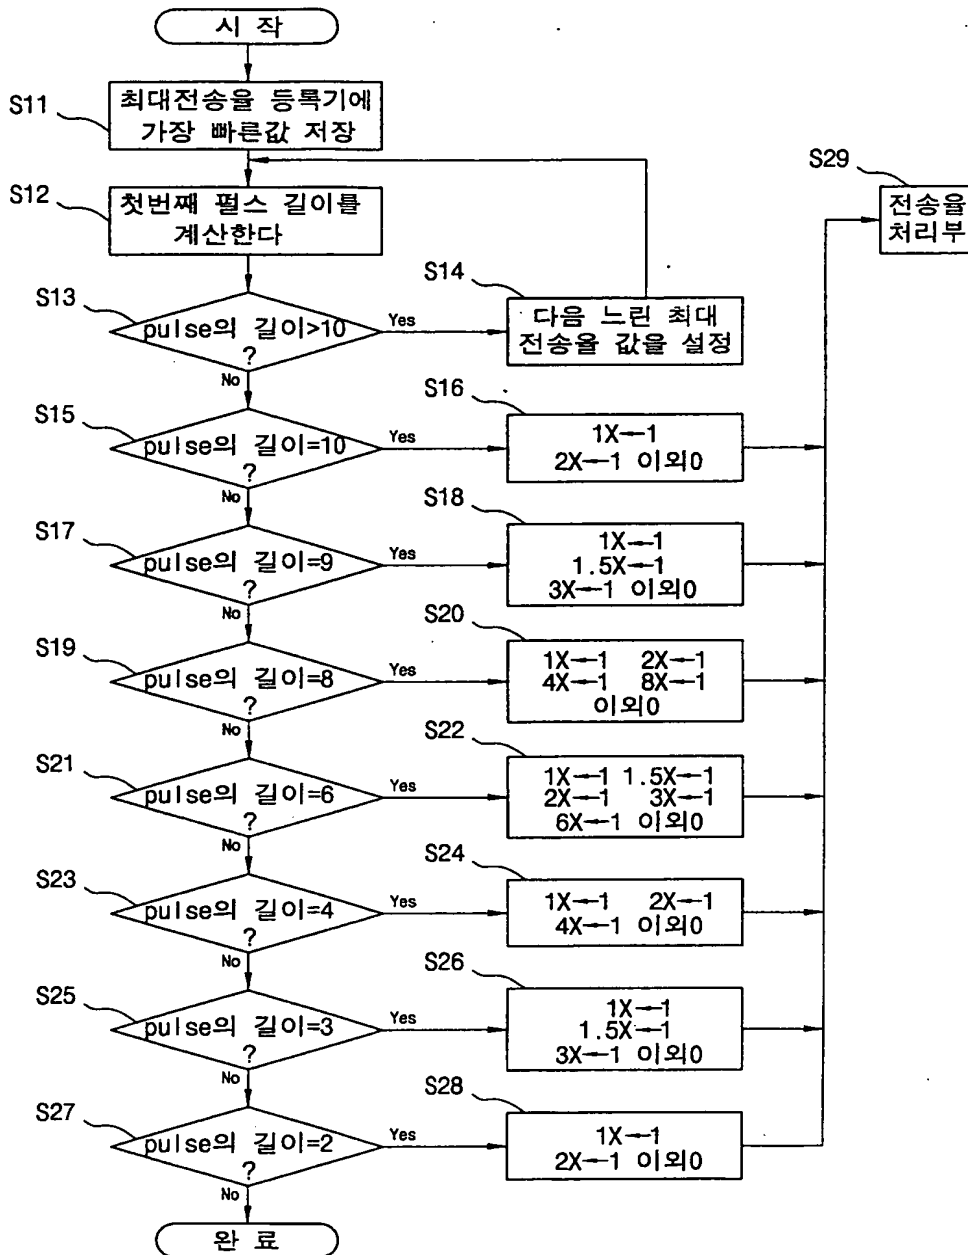 시 작
S11
최대전송율 등록기에
가장 빠른값 저장
S12
첫번째 펄스 길이를
계산한다
S13
pulse의 길이>10
?
Yes
No
S14
다음 느린 최대
전송율 값을 설정
S15
pulse의 길이=10
?
Yes
No
S16
1X←1
2X←1 이외0
S17
pulse의 길이=9
?
Yes
No
S18
1X←1
1.5X←1
3X←1 이외0
S19
pulse의 길이=8
?
Yes
No
S20
1X←1 2X←1
4X←1 8X←1
이외0
S21
pulse의 길이=6
?
Yes
No
S22
1X←1 1.5X←1
2X←1 3X←1
6X←1 이외0
S23
pulse의 길이=4
?
Yes
No
S24
1X←1 2X←1
4X←1 이외0
S25
pulse의 길이=3
?
Yes
No
S26
1X←1
1.5X←1
3X←1 이외0
S27
pulse의 길이=2
?
Yes
No
S28
1X←1
2X←1 이외0
S29
전송율
처리부
완 료